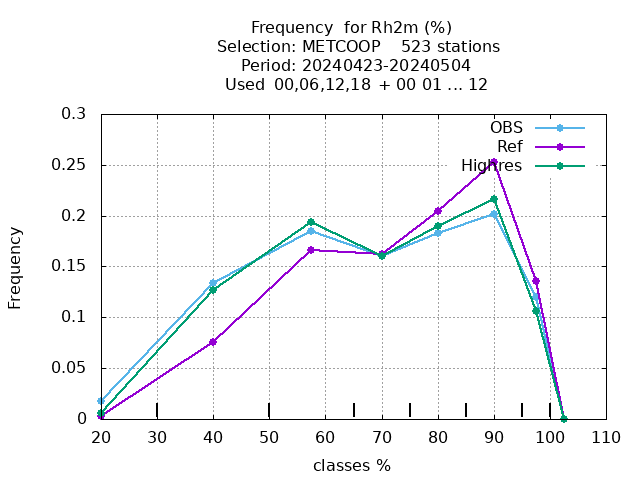 Frequency  for Rh2m (%)
Selection: METCOOP    523 stations
Period: 20240423-20240504
Used  00,06,12,18 + 00 01 ... 12
OBS
Ref
Highres
0.3
0.25
0.2
0.15
0.1
0.05
0
Frequency
20 30 40 50 60 70 80 90 100 110
classes %